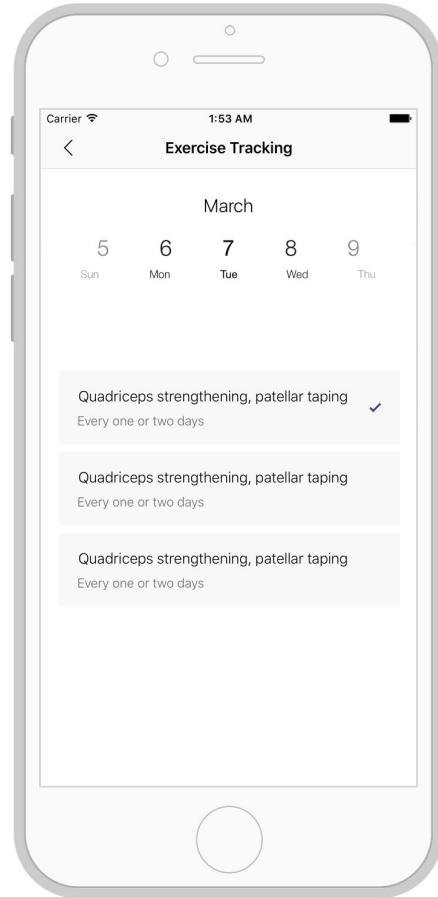 Carrier 1:53 AM
Exercise Tracking
March
5 6 7 8 9
Sun Mon Tue Wed Thu
Quadriceps strengthening, patellar taping
Every one or two days
Quadriceps strengthening, patellar taping
Every one or two days
Quadriceps strengthening, patellar taping
Every one or two days